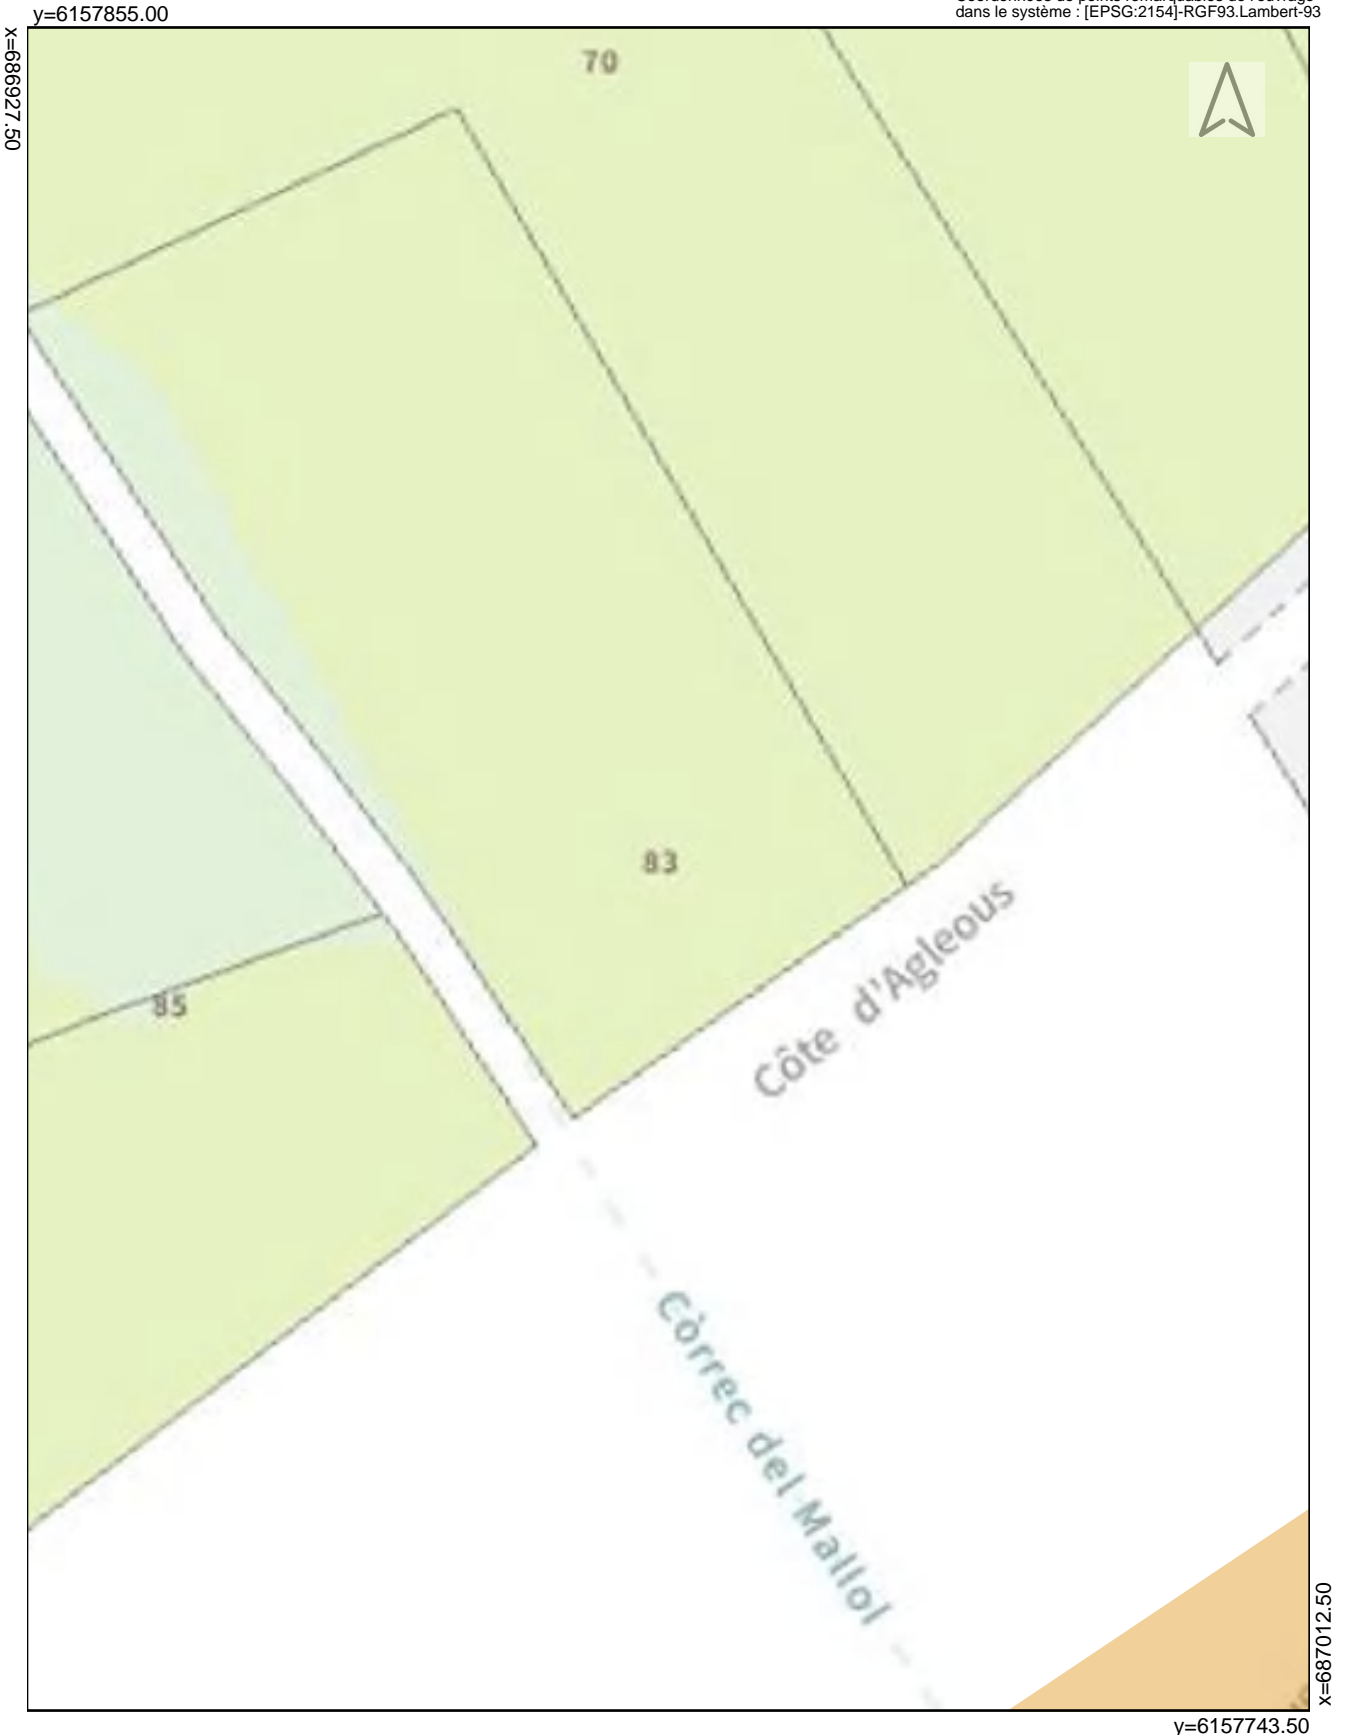 y=6157855.00
dans le système : [EPSG:2154]-RGF93.Lambert-93
x=686927.50
70
83
85
Côte d'Agleous
Còrrec del Mallol
x=687012.50
y=6157743.50